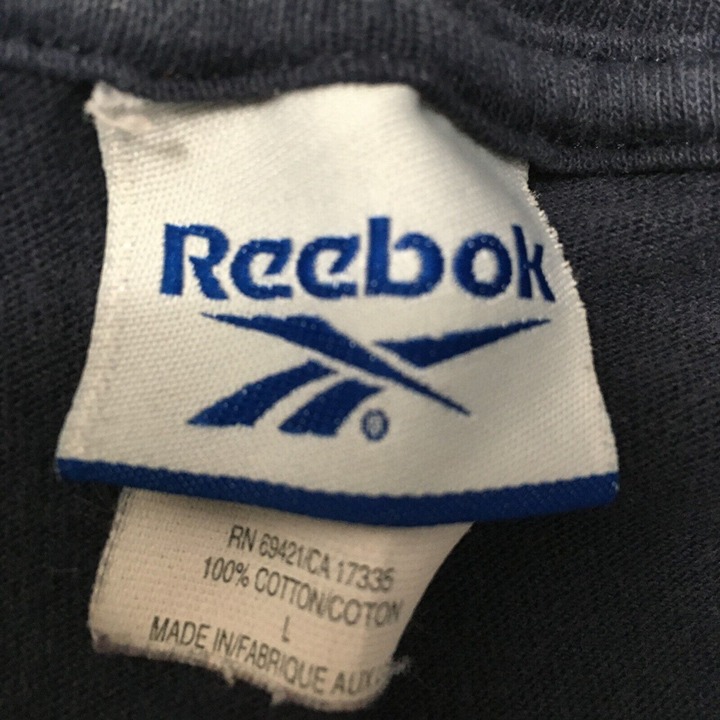 Reebok
®
RN 69421/CA 17335
100% COTTON/COTON
L
MADE IN/FABRIQUE AUX